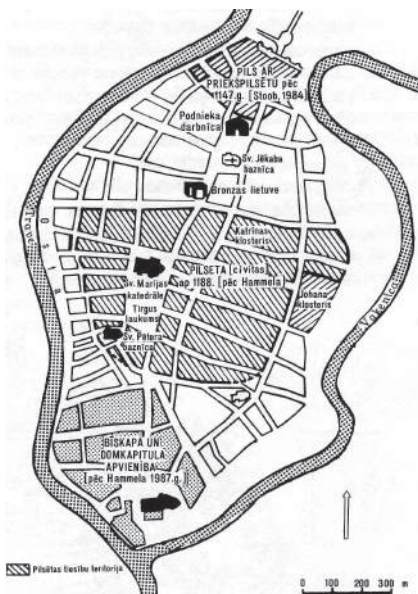 PILS AR
PRIEKŠPILSĒTU pēc
1147.g. [Stoob, 1984]
Podnieka
darbnīca
Sv. Jēkaba
baznīca
Bronzas lietuve
Trave
Osta
Katrīnas
klosteris
PILSĒTA [civitas]
ap 1188. [pēc Hammela]
Sv. Marijas
katedrāle
Tirgus
laukums
Johana
klosteris
Vakenica
Sv. Pētera
baznīca
BĪSKAPA UN
DOMKAPITULA
APVIENĪBA
[pēc Hammela 1987.g.)]
Pilsētas tiesību teritorija
0 100 200 300 m